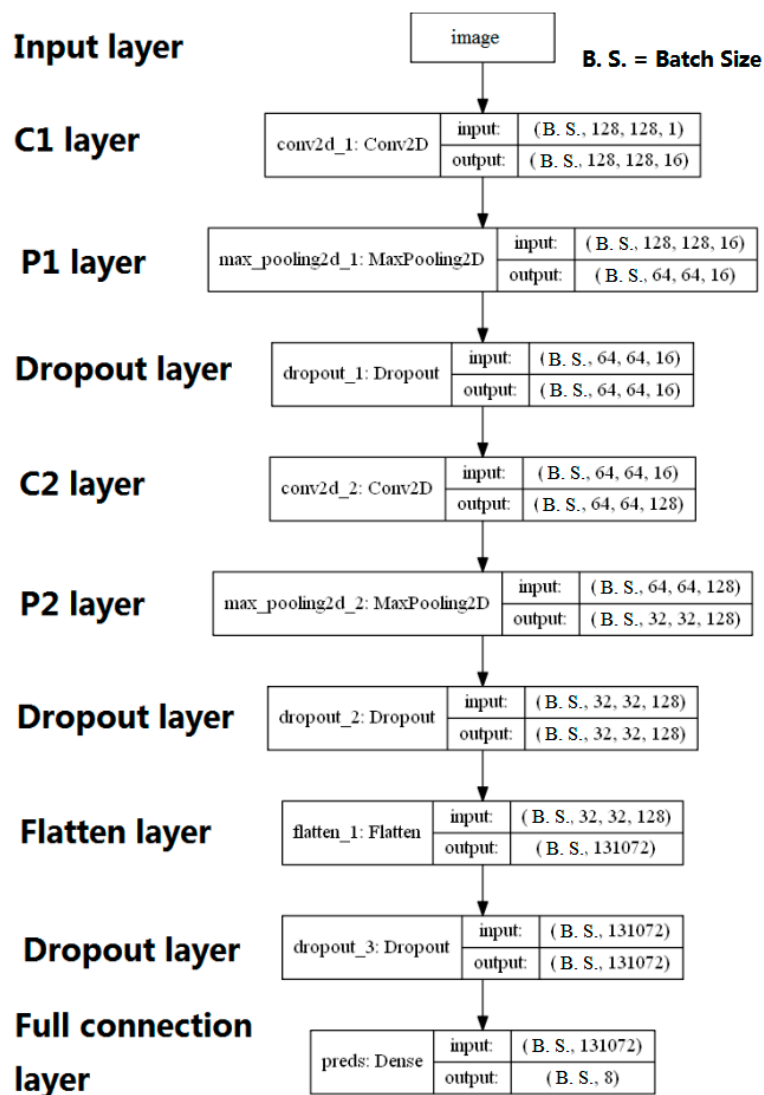 Input layer
image
B. S. = Batch Size
C1 layer
conv2d_1: Conv2D
input: (B. S., 128, 128, 1)
output: (B. S., 128, 128, 16)
P1 layer
max_pooling2d_1: MaxPooling2D
input: (B. S., 128, 128, 16)
output: (B. S., 64, 64, 16)
Dropout layer
dropout_1: Dropout
input: (B. S., 64, 64, 16)
output: (B. S., 64, 64, 16)
C2 layer
conv2d_2: Conv2D
input: (B. S., 64, 64, 16)
output: (B. S., 64, 64, 128)
P2 layer
max_pooling2d_2: MaxPooling2D
input: (B. S., 64, 64, 128)
output: (B. S., 32, 32, 128)
Dropout layer
dropout_2: Dropout
input: (B. S., 32, 32, 128)
output: (B. S., 32, 32, 128)
Flatten layer
flatten_1: Flatten
input: (B. S., 32, 32, 128)
output: (B. S., 131072)
Dropout layer
dropout_3: Dropout
input: (B. S., 131072)
output: (B. S., 131072)
Full connection
layer
preds: Dense
input: (B. S., 131072)
output: (B. S., 8)